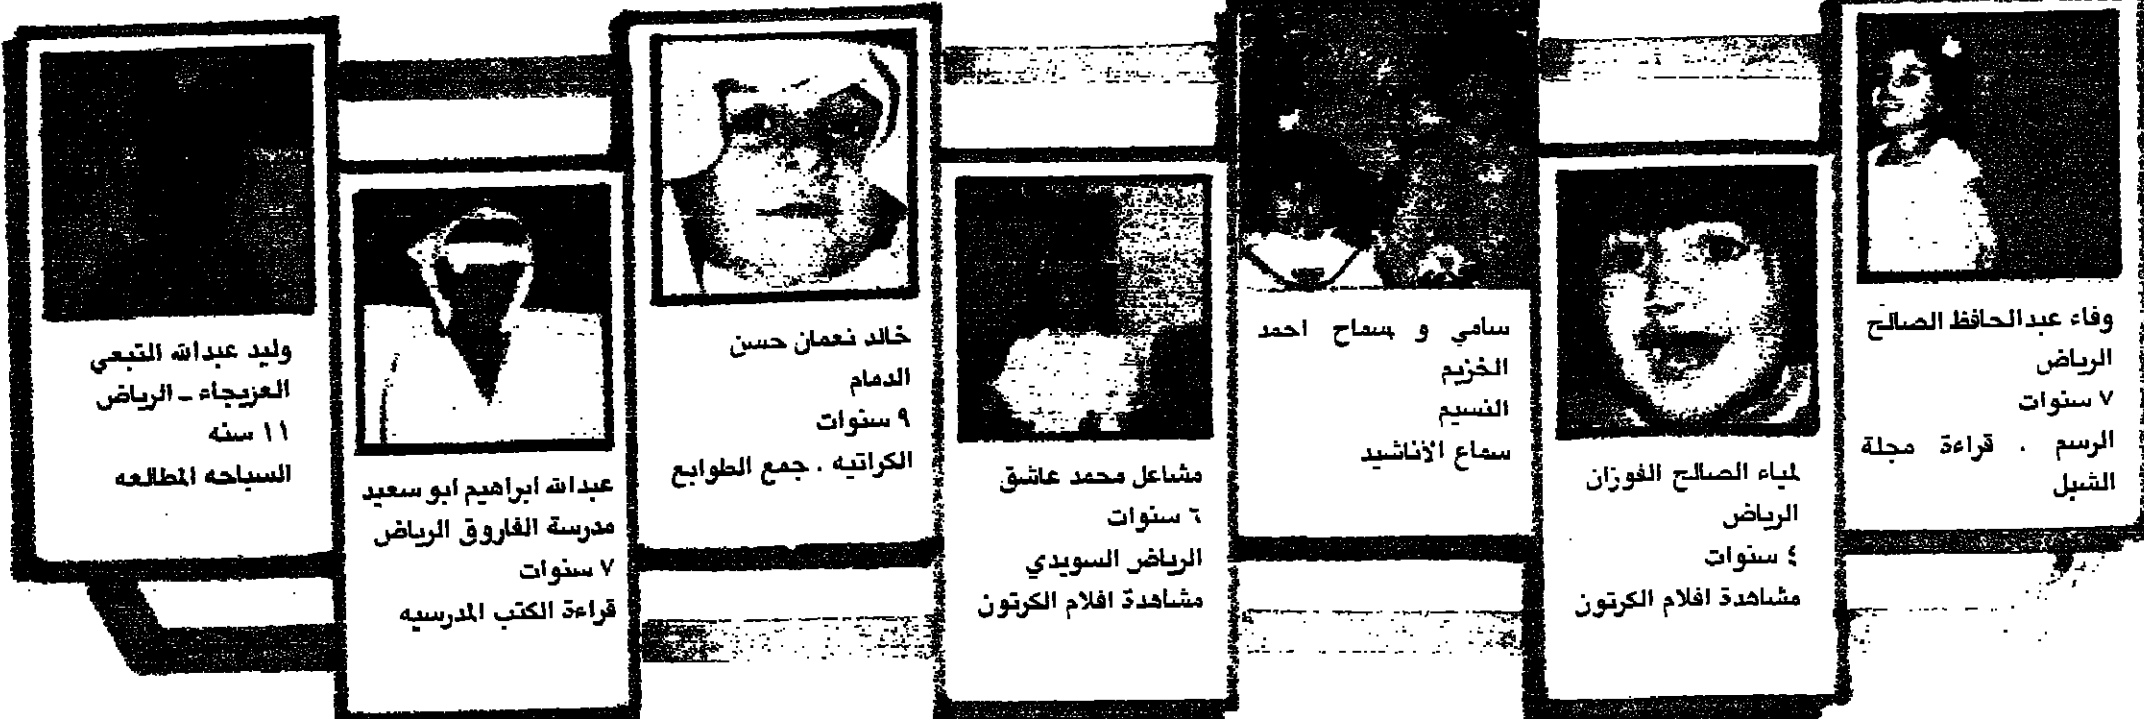 وفاء عبدالحافظ الصالح
الرياض
٧ سنوات
الرسم . قراءة مجلة
الشبل
لمياء الصالح الفوزان
الرياض
٤ سنوات
مشاهدة افلام الكرتون
سامي و سماح احمد
الخزيم
النسيم
سماع الأناشيد
مشاعل محمد عاشق
٦ سنوات
الرياض السويدي
مشاهدة افلام الكرتون
خالد نعمان حسن
الدمام
٩ سنوات
الكراتيه . جمع الطوابع
عبدالله ابراهيم ابو سعيد
مدرسة الفاروق الرياض
٧ سنوات
قراءة الكتب المدرسيه
وليد عبدالله التبعي
العزيجاء - الرياض
١١ سنه
السباحه المطالعه